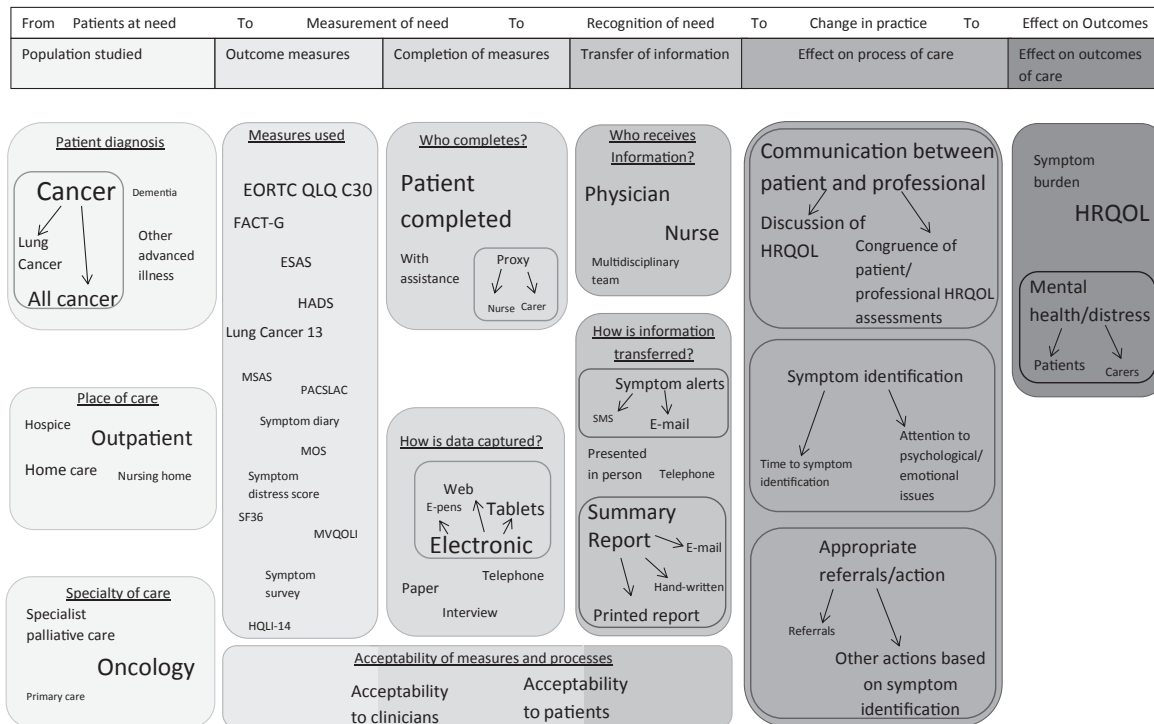 From Patients at need To Measurement of need To Recognition of need To Change in practice To Effect on Outcomes
Population studied
Outcome measures
Completion of measures
Transfer of information
Effect on process of care
Effect on outcomes
of care
Patient diagnosis
Cancer
Dementia
Lung
Cancer
Other
advanced
illness
All cancer
Place of care
Hospice
Outpatient
Home care
Nursing home
Specialty of care
Specialist
palliative care
Oncology
Primary care
Measures used
EORTC QLQ C30
FACT-G
ESAS
HADS
Lung Cancer 13
MSAS
PACSLAC
Symptom diary
MOS
Symptom
distress score
SF36
MVQOLI
Symptom
survey
HQLI-14
Who completes?
Patient
completed
With
assistance
Proxy
Nurse
Carer
How is data captured?
Web
E-pens
Tablets
Electronic
Telephone
Paper
Interview
Acceptability of measures and processes
Acceptability
to clinicians
Acceptability
to patients
Who receives
Information?
Physician
Nurse
Multidisciplinary
team
How is information
transferred?
Symptom alerts
SMS
E-mail
Presented
in person
Telephone
Summary
Report
E-mail
Hand-written
Printed report
Communication between
patient and professional
Discussion of
HRQOL
Congruence of
patient/
professional HRQOL
assessments
Symptom identification
Time to symptom
identification
Attention to
psychological/
emotional
issues
Appropriate
referrals/action
Referrals
Other actions based
on symptom
identification
Symptom
burden
HRQOL
Mental
health/distress
Patients
Carers